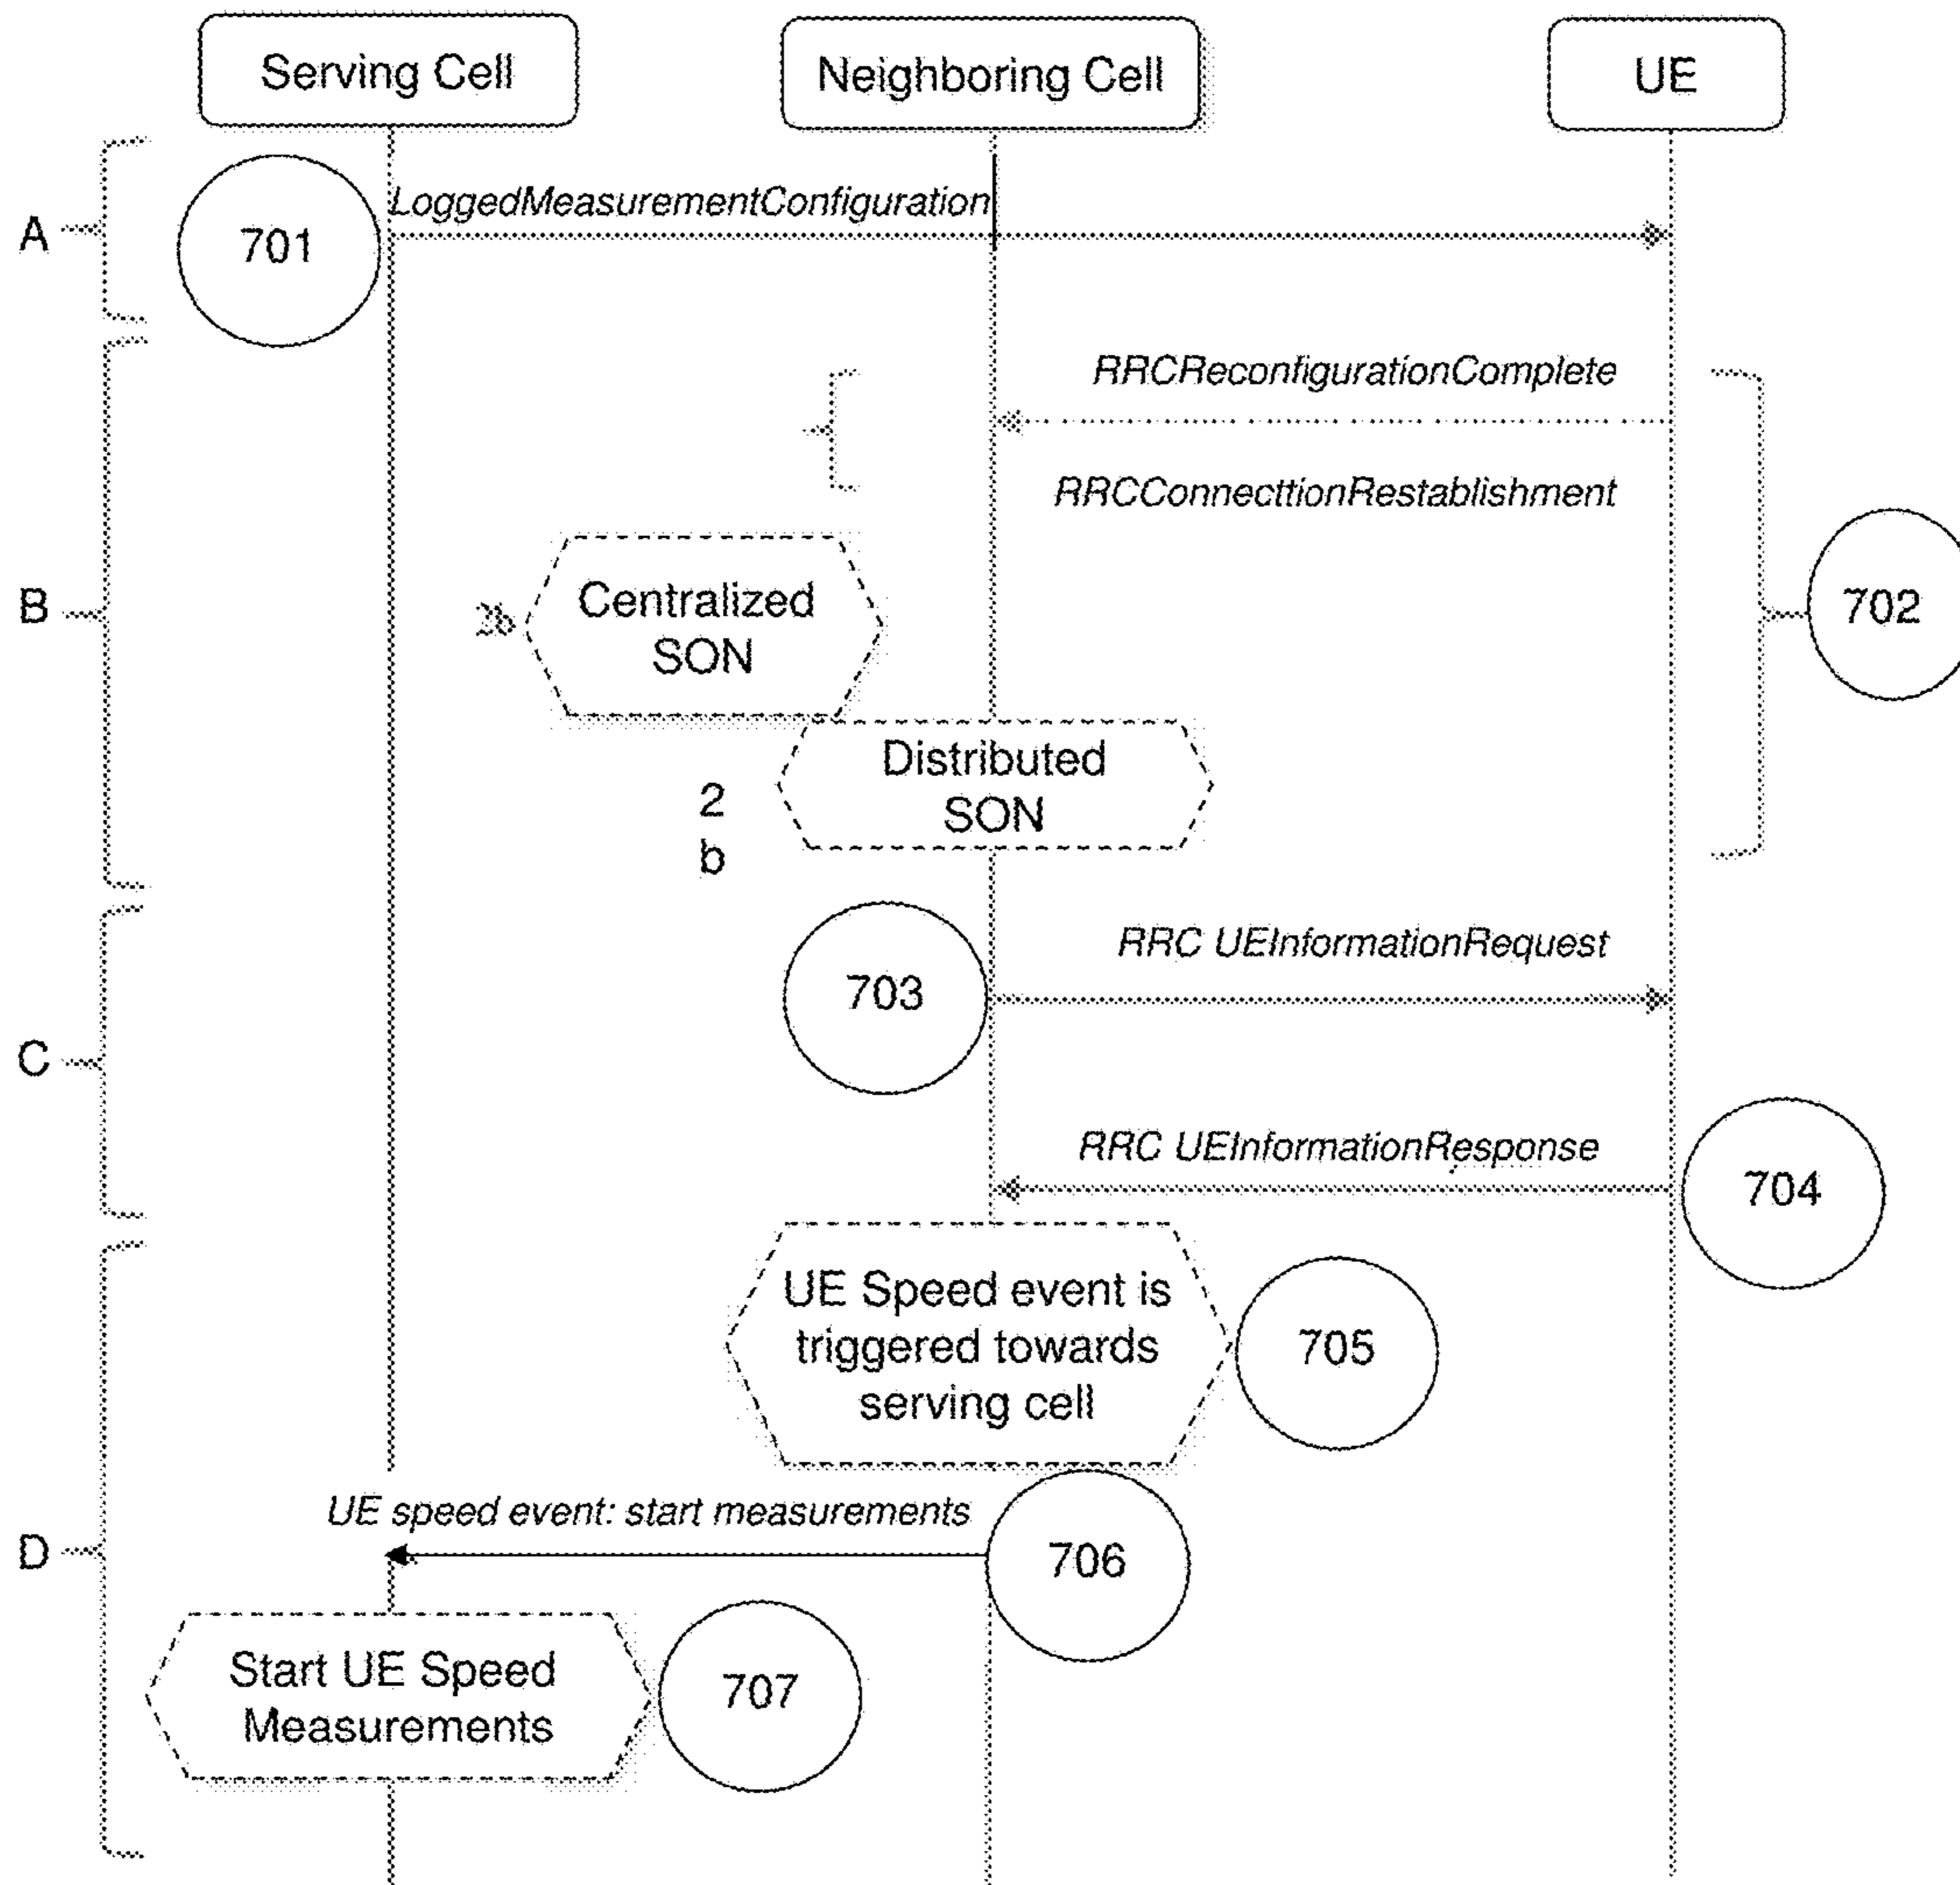 Serving Cell
Neighboring Cell
UE
A
701
LoggedMeasurementConfiguration
RRCReconfigurationComplete
RRCConnecttionRestablishment
B
702
2b
Centralized
SON
Distributed
SON
2
b
C
703
RRC UEInformationRequest
RRC UEInformationResponse
704
UE Speed event is
triggered towards
serving cell
705
D
UE speed event: start measurements
706
Start UE Speed
Measurements
707